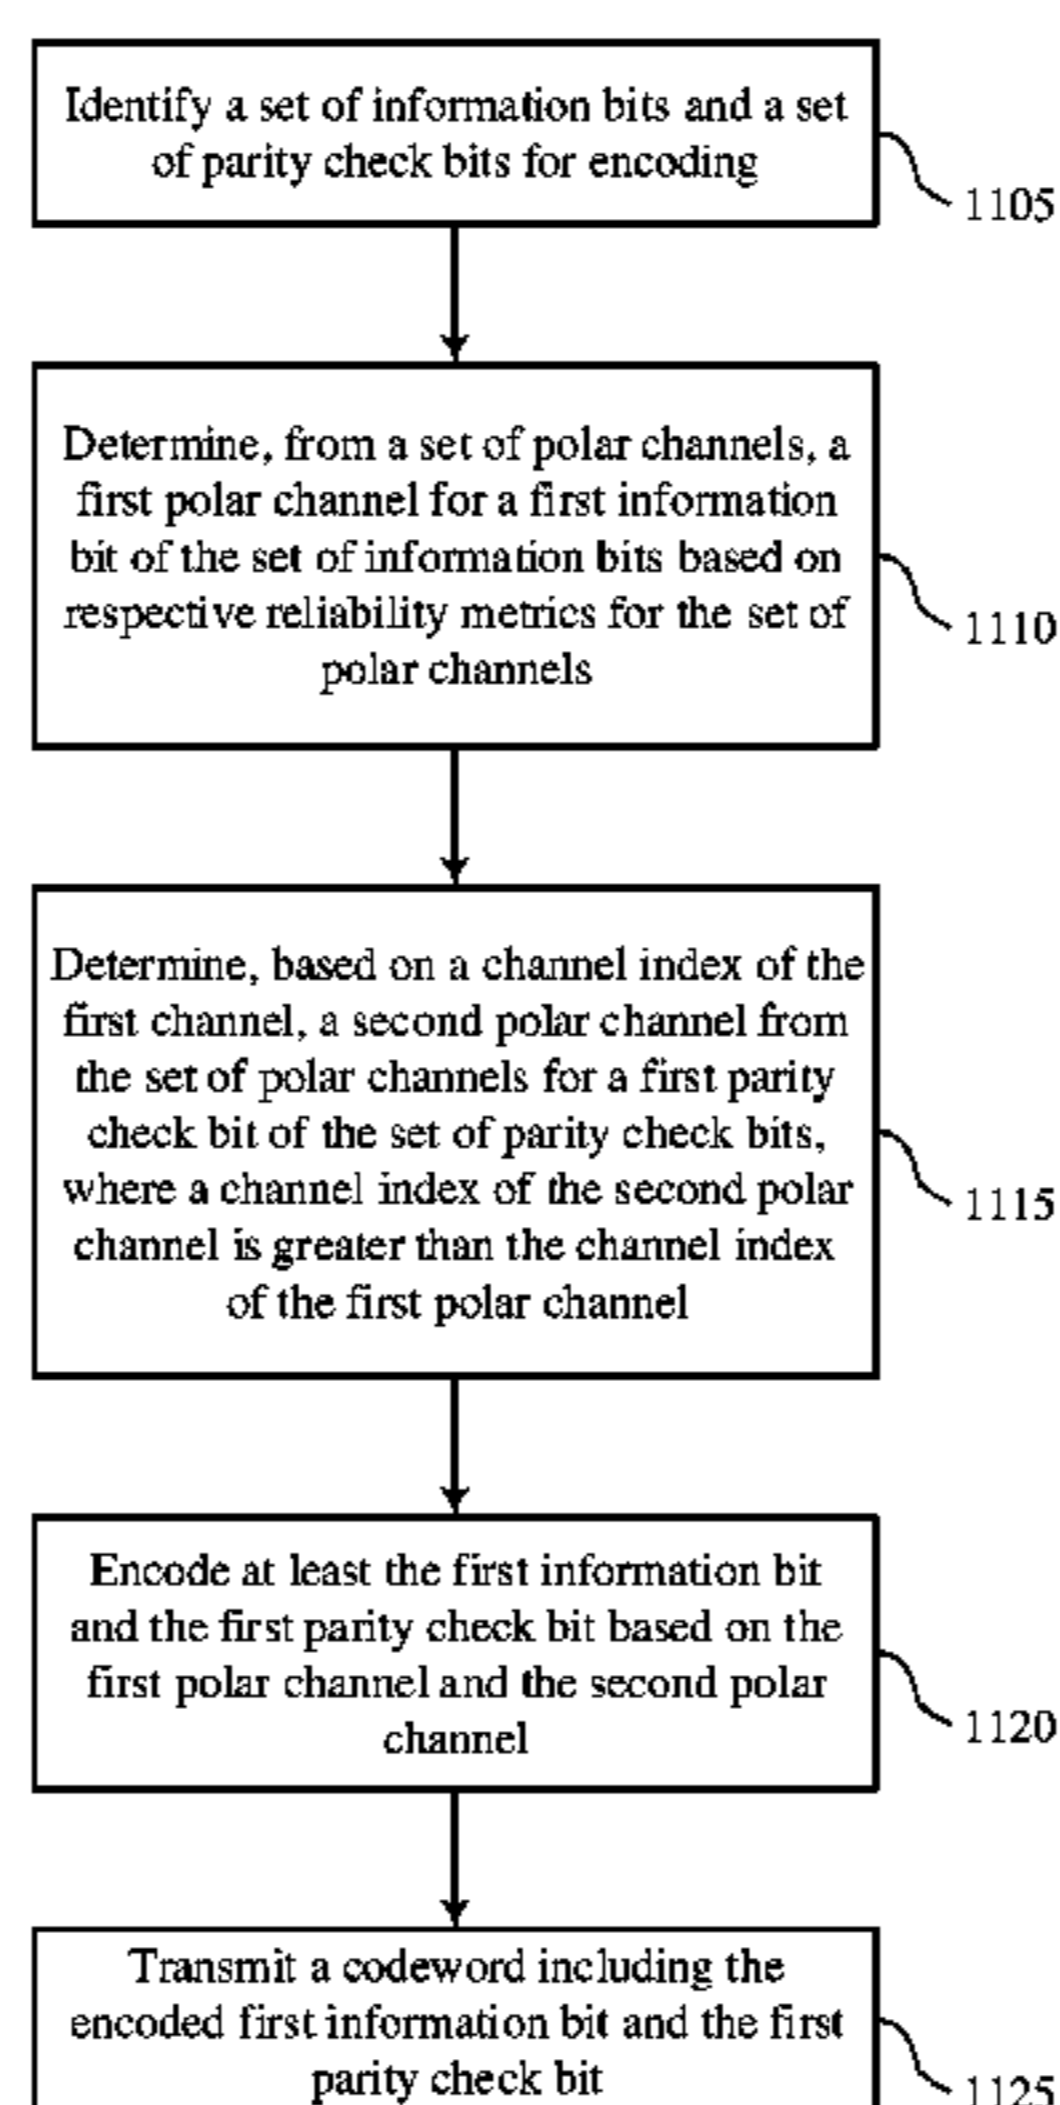 Identify a set of information bits and a set
of parity check bits for encoding
1105
Determine, from a set of polar channels, a
first polar channel for a first information
bit of the set of information bits based on
respective reliability metrics for the set of
polar channels
1110
Determine, based on a channel index of the
first channel, a second polar channel from
the set of polar channels for a first parity
check bit of the set of parity check bits,
where a channel index of the second polar
channel is greater than the channel index
of the first polar channel
1115
Encode at least the first information bit
and the first parity check bit based on the
first polar channel and the second polar
channel
1120
Transmit a codeword including the
encoded first information bit and the first
parity check bit
1125